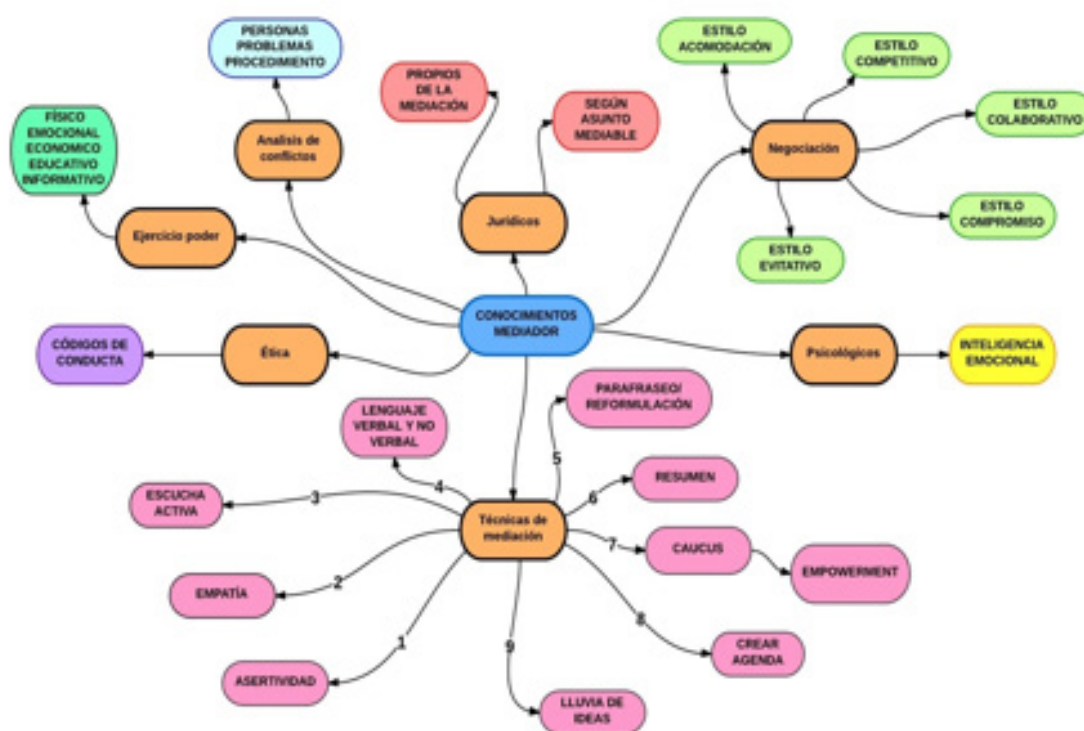 PERSONAS
PROBLEMAS
PROCEDIMIENTO
ESTILO
ACOMODACIÓN
ESTILO
COMPETITIVO
PROPIOS
DE LA
MEDIACIÓN
SEGÚN
ASUNTO
MEDIABLE
ESTILO
COLABORATIVO
FÍSICO
EMOCIONAL
ECONOMICO
EDUCATIVO
INFORMATIVO
Analisis de
conflictos
Negociación
Ejercicio poder
Jurídicos
ESTILO
COMPROMISO
ESTILO
EVITATIVO
CONOCIMIENTOS
MEDIADOR
CÓDIGOS DE
CONDUCTA
Ética
Psicológicos
INTELIGENCIA
EMOCIONAL
LENGUAJE
VERBAL Y NO
VERBAL
PARAFRASEO/
REFORMULACIÓN
5
4
RESUMEN
6
ESCUCHA
ACTIVA
3
Técnicas de
mediación
7
CAUCUS
EMPOWERMENT
EMPATÍA
2
8
1
9
CREAR
AGENDA
ASERTIVIDAD
LLUVIA DE
IDEAS